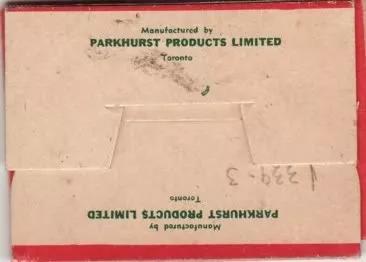 Manufactured by
PARKHURST PRODUCTS LIMITED
Toronto
1339-3
Manufactured by
PARKHURST PRODUCTS LIMITED
Toronto